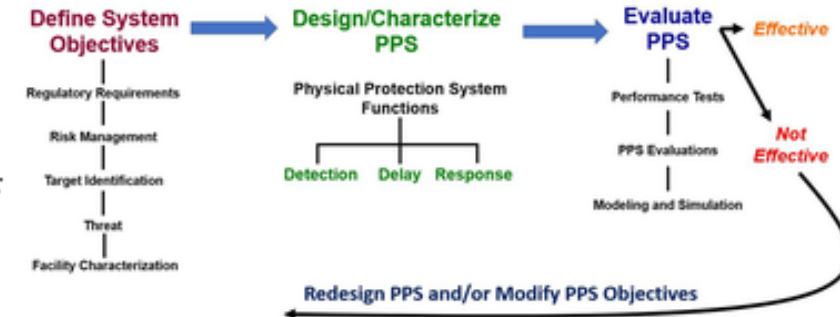 Define System
Objectives
Regulatory Requirements
Risk Management
Target Identification
Threat
Facility Characterization
Design/Characterize
PPS
Physical Protection System
Functions
Detection Delay Response
Evaluate
PPS
Performance Tests
PPS Evaluations
Modeling and Simulation
Effective
Not
Effective
Redesign PPS and/or Modify PPS Objectives